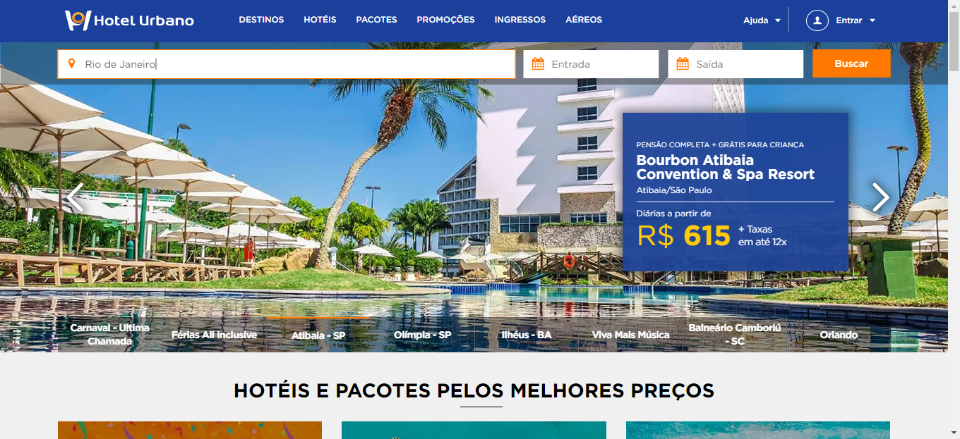 Hotel Urbano
DESTINOS HOTÉIS PACOTES PROMOÇÕES INGRESSOS AÉREOS
Ajuda Entrar
Rio de Janeiro
Entrada
Saída
Buscar
PENSÃO COMPLETA + GRÁTIS PARA CRIANÇA
Bourbon Atibaia
Convention & Spa Resort
Atibaia/São Paulo
Diárias a partir de
R$ 615 + Taxas
em até 12x
Carnaval - Última
Chamada
Férias All Inclusive
Atibaia - SP
Olímpia - SP
Ilhéus - BA
Viva Mais Música
Balneário Camboriú
- SC
Orlando
HOTÉIS E PACOTES PELOS MELHORES PREÇOS